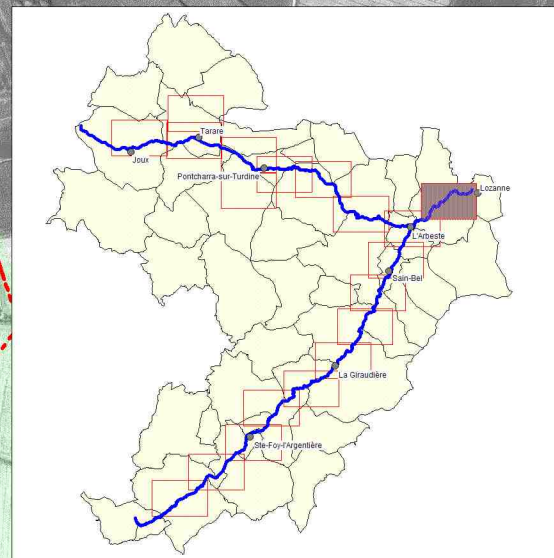 Tarare
Joux
Pontcharra-sur-Turdine
Lozanne
L'Arbeste
Sain-Bel
La Giraudière
Ste-Foy-l'Argentière